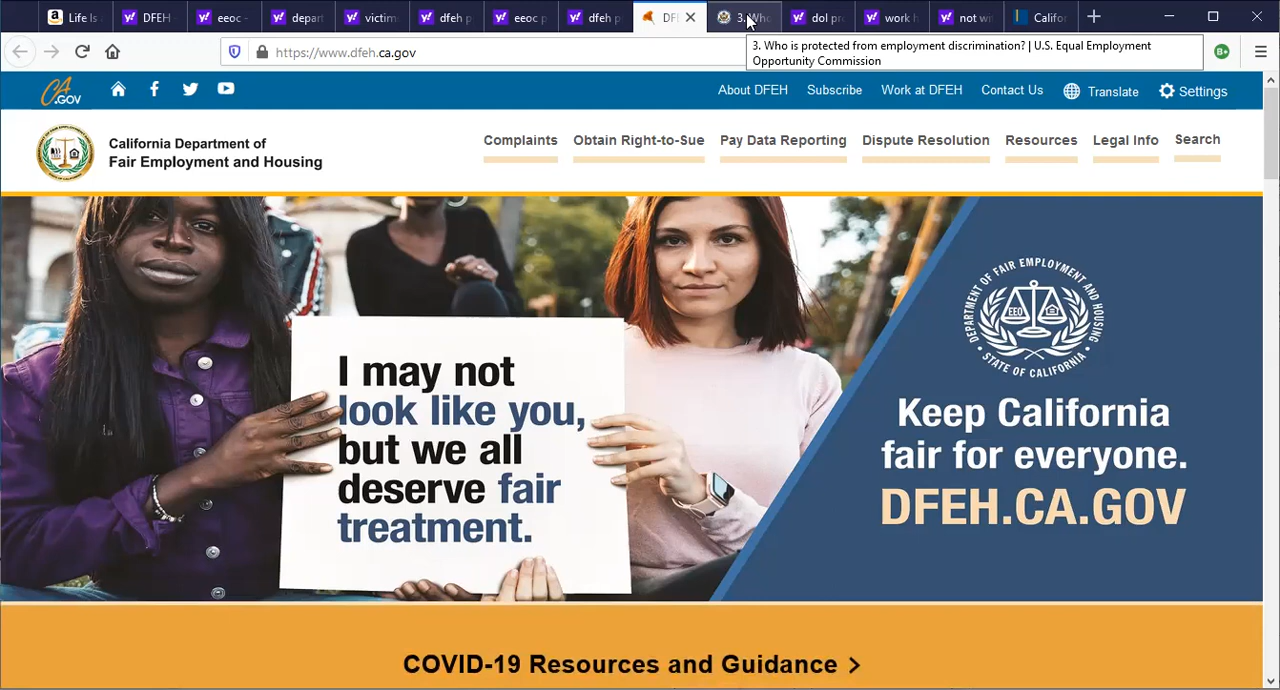 Life Is
DFEH
eeoc -
depart
victim
dfeh p
eeoc p
dfeh p
DFE
3. Who
dol pr
work h
not w
Califor
https://www.dfeh.ca.gov
3. Who is protected from employment discrimination? | U.S. Equal Employment
Opportunity Commission
CA
.GOV
About DFEH
Subscribe
Work at DFEH
Contact Us
Translate
Settings
California Department of
Fair Employment and Housing
Complaints
Obtain Right-to-Sue
Pay Data Reporting
Dispute Resolution
Resources
Legal Info
Search
I may not
look like you,
but we all
deserve fair
treatment.
DEPARTMENT OF FAIR EMPLOYMENT AND HOUSING
EEO
STATE OF CALIFORNIA
Keep California
fair for everyone.
DFEH.CA.GOV
COVID-19 Resources and Guidance >